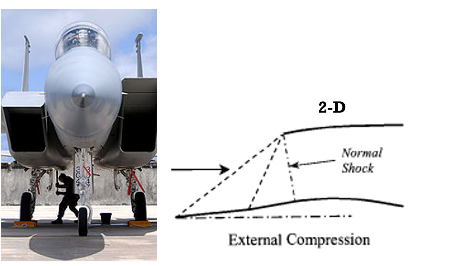 2-D
Normal
Shock
External Compression